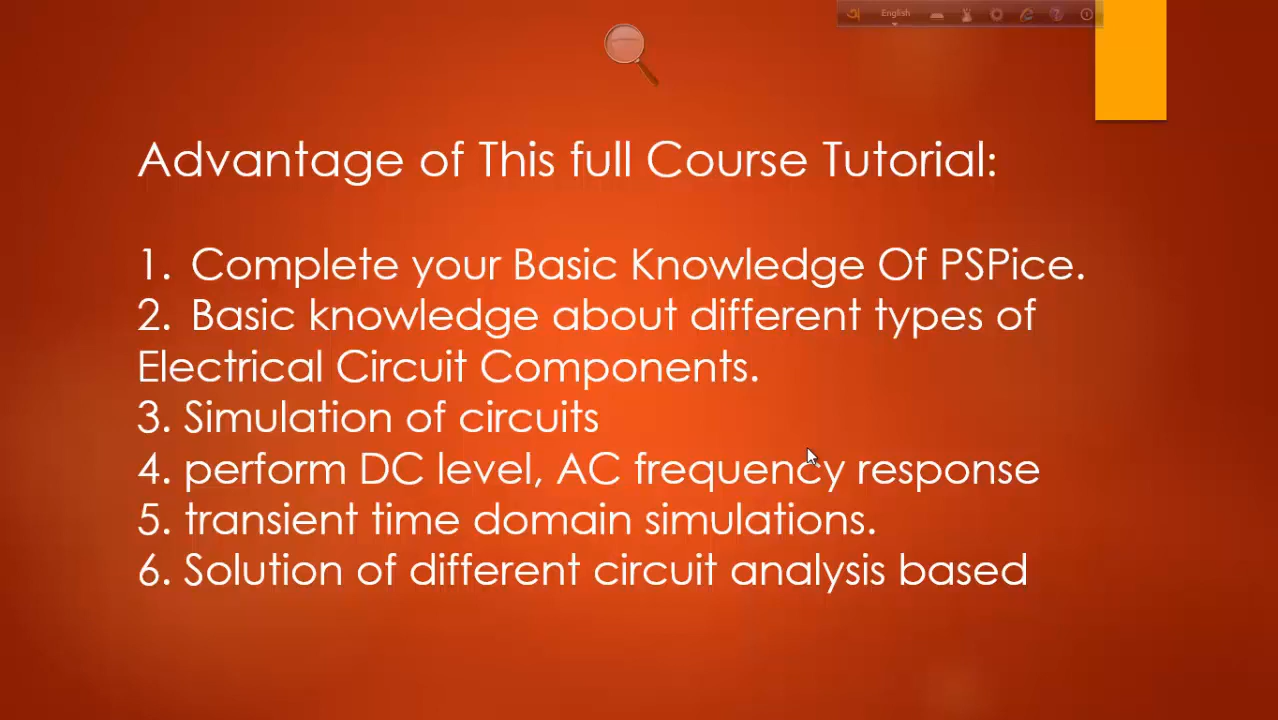 English
Advantage of This full Course Tutorial:
1. Complete your Basic Knowledge Of PSPice.
2. Basic knowledge about different types of
Electrical Circuit Components.
3. Simulation of circuits
4. perform DC level, AC frequency response
5. transient time domain simulations.
6. Solution of different circuit analysis based